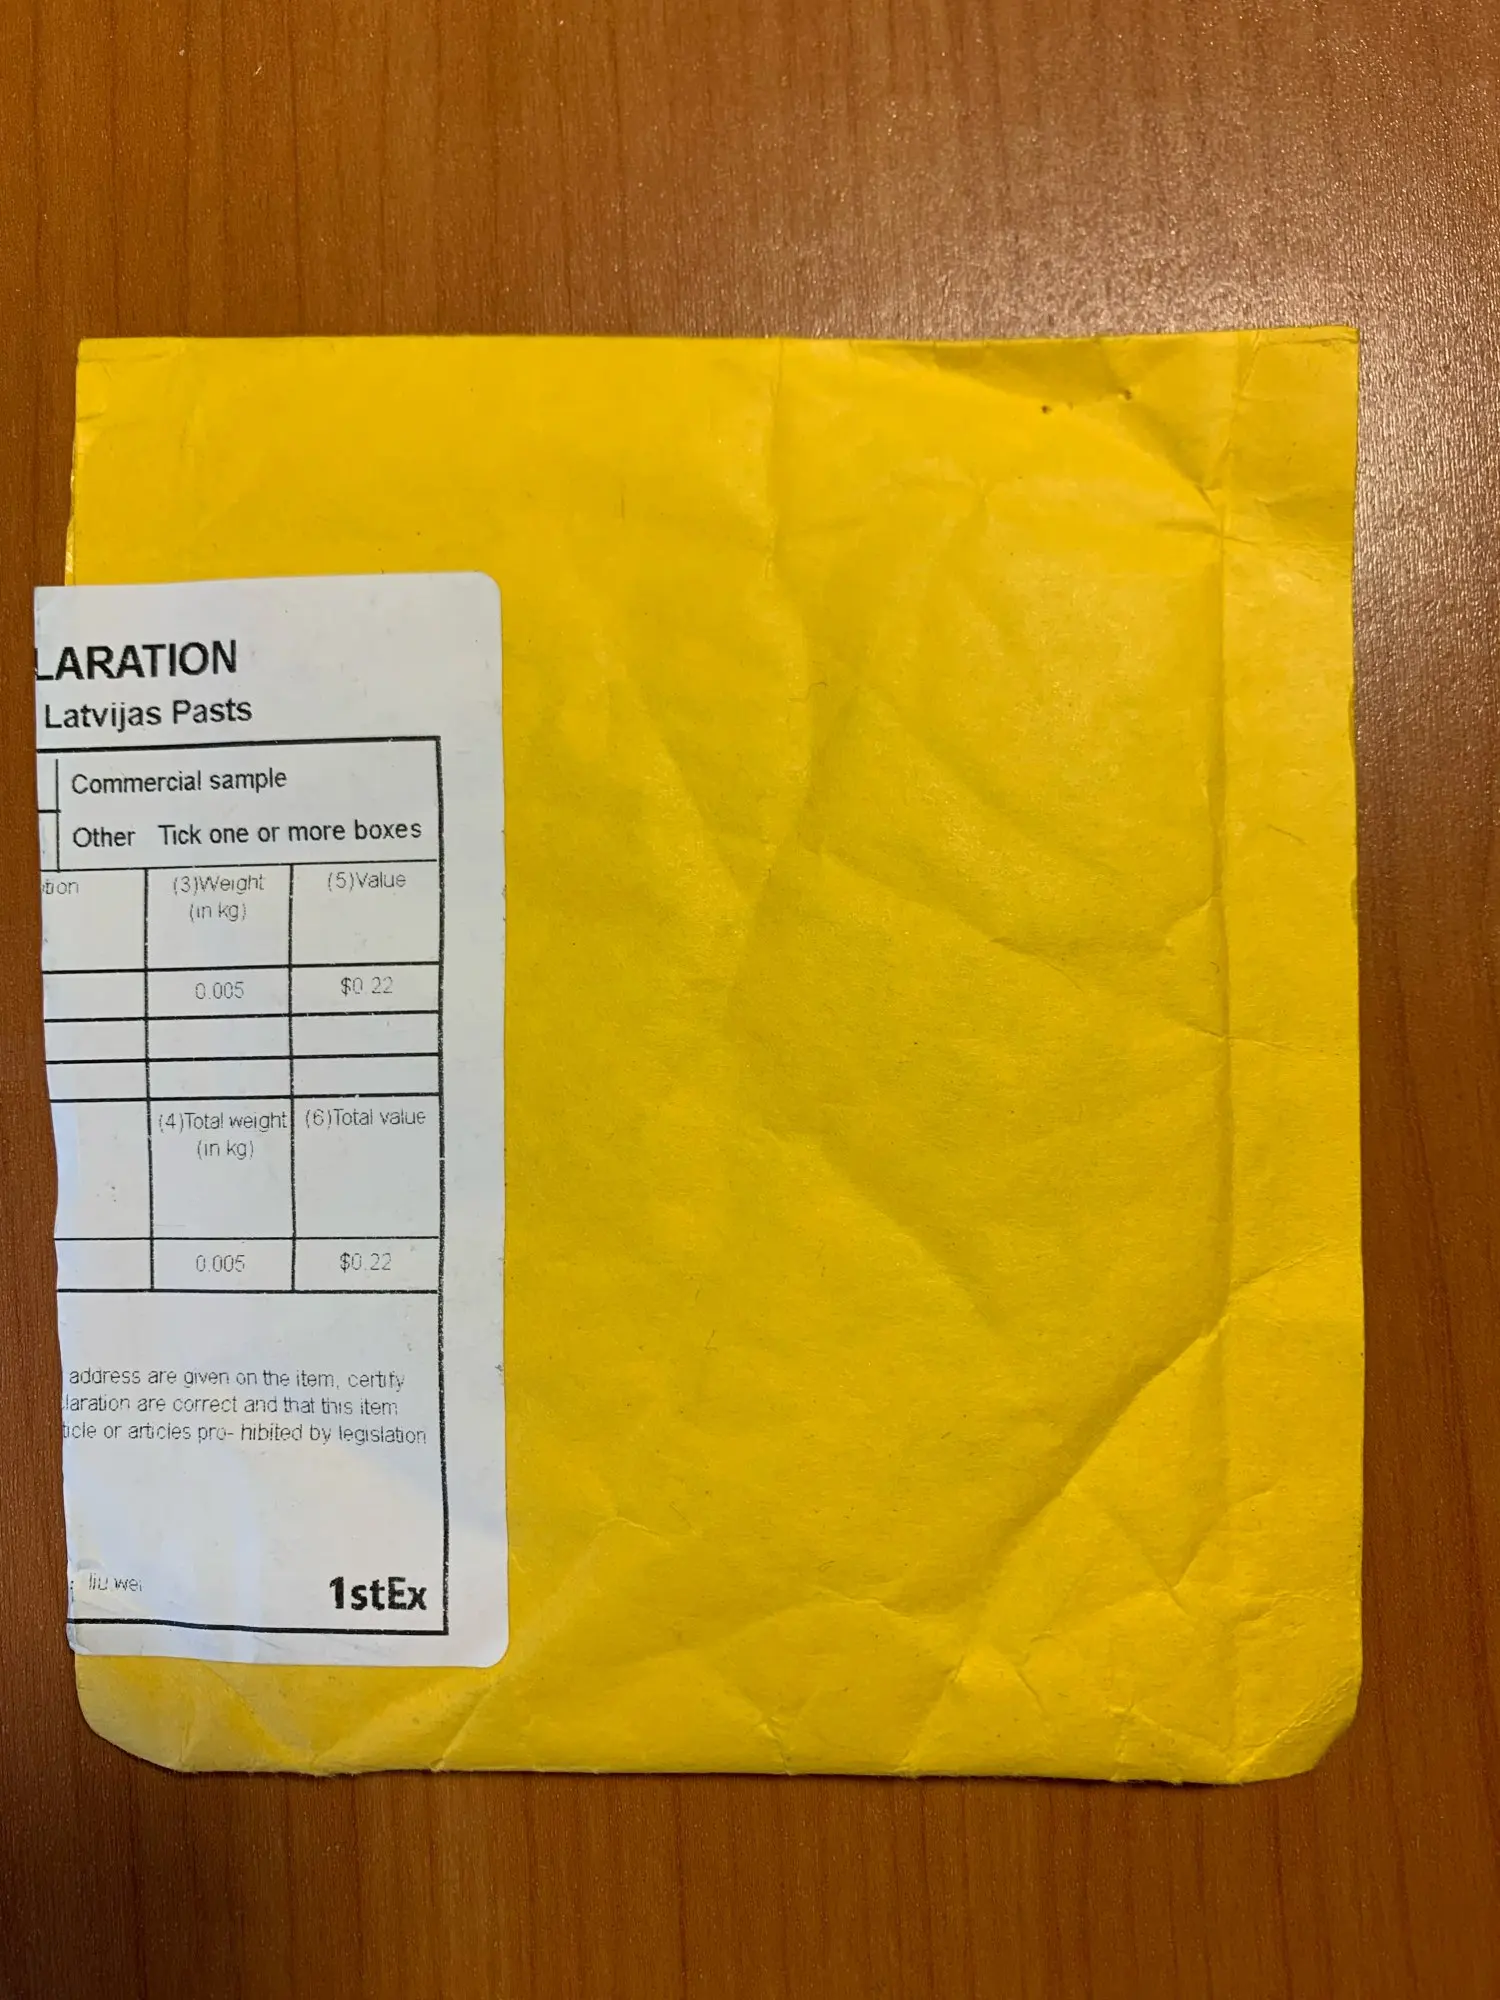 LARATION
Latvijas Pasts
Commercial sample
Other Tick one or more boxes
tion (3)Weight (5)Value
(in kg)
0.005 $0.22
(4)Total weight (6)Total value
(in kg)
0.005 $0.22
address are given on the item, certify
laration are correct and that this item
ticle or articles pro- hibited by legislation
: liu wei 1stEx